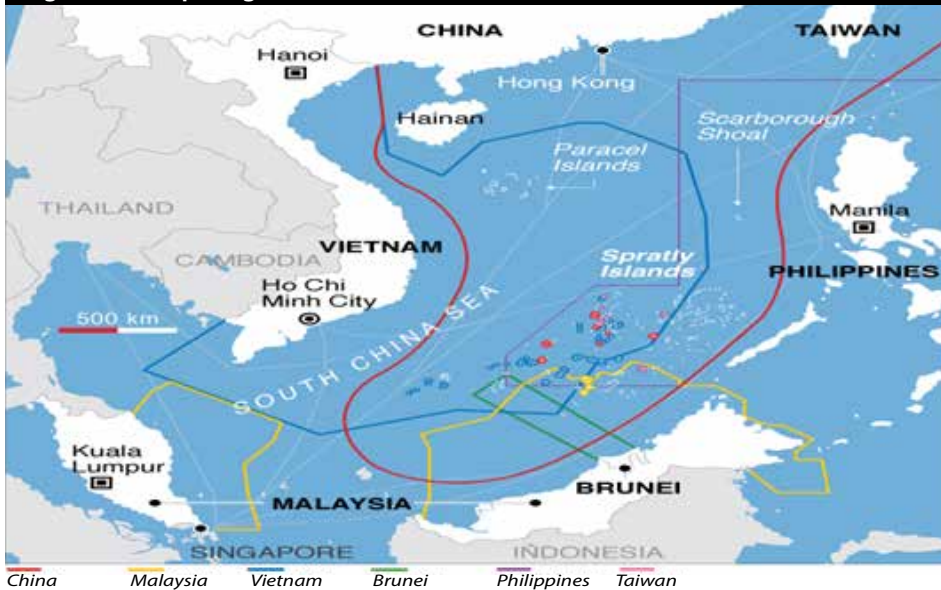 CHINA
TAIWAN
Hanoi
Hong Kong
Hainan
Scarborough
Shoal
Paracel
Islands
THAILAND
Manila
VIETNAM
CAMBODIA
Spratly
Islands
PHILIPPINES
Ho Chi
Minh City
500 km
SOUTH CHINA SEA
Kuala
Lumpur
BRUNEI
MALAYSIA
SINGAPORE
INDONESIA
China Malaysia Vietnam Brunei Philippines Taiwan